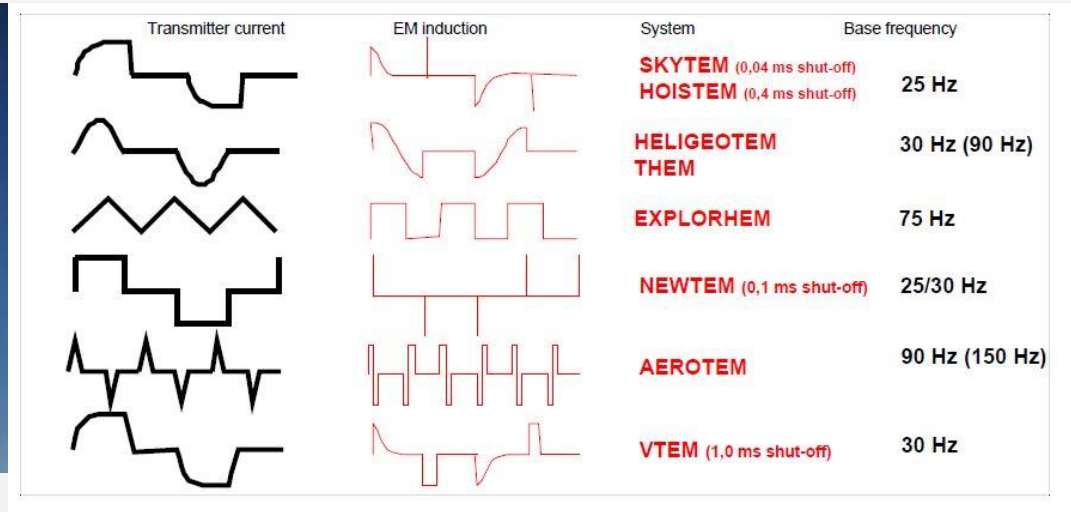 Transmitter current EM induction System Base frequency
SKYTEM (0,04 ms shut-off)
HOISTEM (0,4 ms shut-off)
25 Hz
HELIGEOTEM
THEM
30 Hz (90 Hz)
EXPLORHEM 75 Hz
NEWTEM (0,1 ms shut-off) 25/30 Hz
AEROTEM 90 Hz (150 Hz)
VTEM (1,0 ms shut-off) 30 Hz